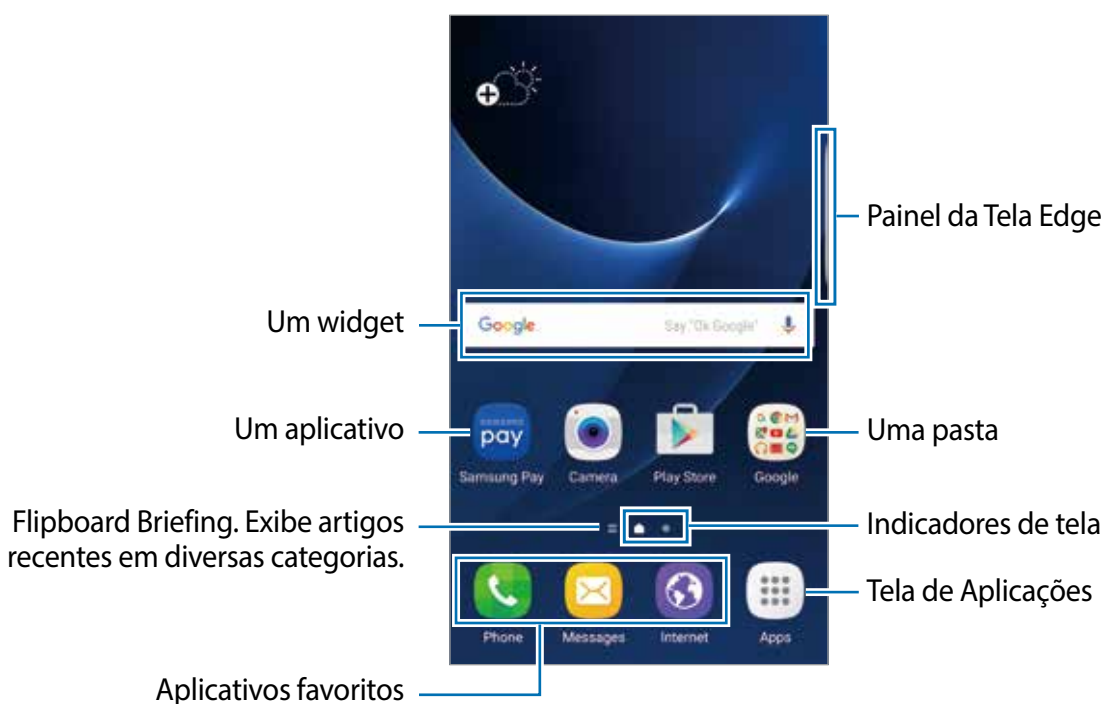 Painel da Tela Edge
Um widget
Google
Say "Ok Google"
Um aplicativo
SAMSUNG
pay
Uma pasta
Samsung Pay
Camera
Play Store
Google
Flipboard Briefing. Exibe artigos
recentes em diversas categorias.
Indicadores de tela
Tela de Aplicações
Phone
Messages
Internet
Apps
Aplicativos favoritos